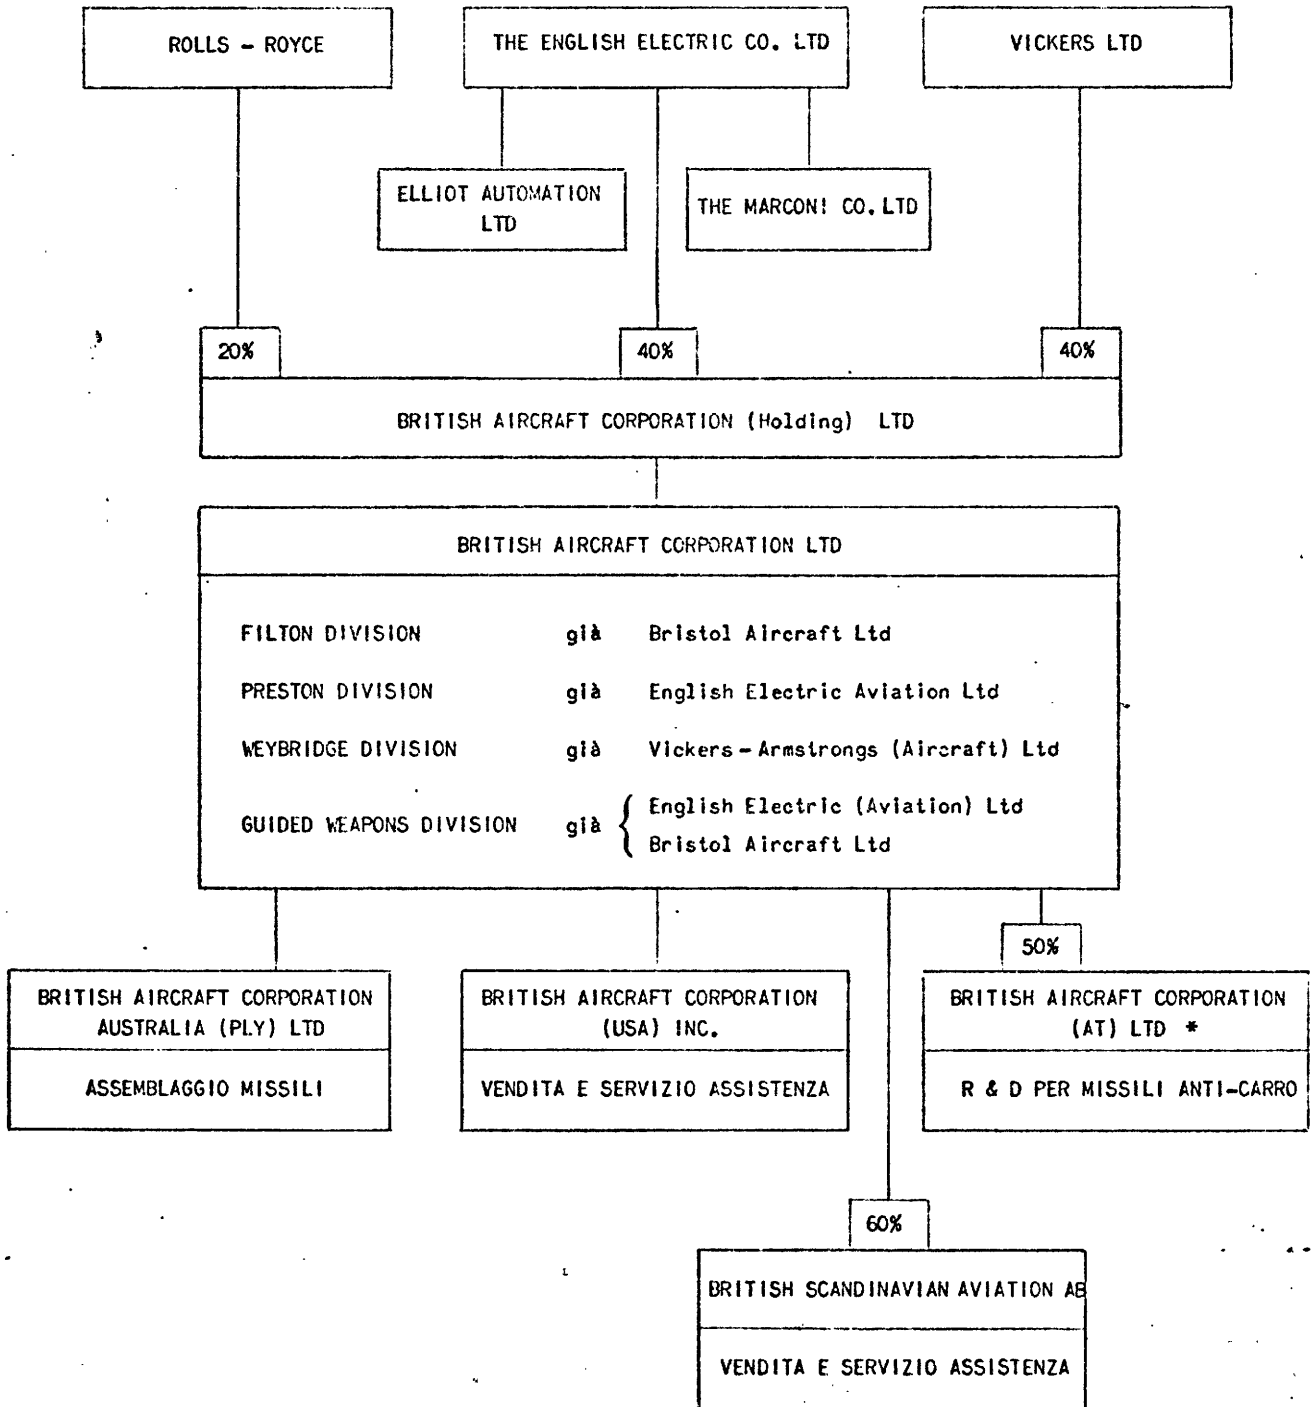 ROLLS - ROYCE
THE ENGLISH ELECTRIC CO. LTD
VICKERS LTD
ELLIOT AUTOMATION
LTD
THE MARCONI CO. LTD
20%
40%
40%
BRITISH AIRCRAFT CORPORATION (Holding) LTD
BRITISH AIRCRAFT CORPORATION LTD
FILTON DIVISION già Bristol Aircraft Ltd
PRESTON DIVISION già English Electric Aviation Ltd
WEYBRIDGE DIVISION già Vickers - Armstrongs (Aircraft) Ltd
GUIDED WEAPONS DIVISION già { English Electric (Aviation) Ltd
Bristol Aircraft Ltd
50%
BRITISH AIRCRAFT CORPORATION
AUSTRALIA (PLY) LTD
ASSEMBLAGGIO MISSILI
BRITISH AIRCRAFT CORPORATION
(USA) INC.
VENDITA E SERVIZIO ASSISTENZA
BRITISH AIRCRAFT CORPORATION
(AT) LTD *
R & D PER MISSILI ANTI-CARRO
60%
BRITISH SCANDINAVIAN AVIATION AB
VENDITA E SERVIZIO ASSISTENZA